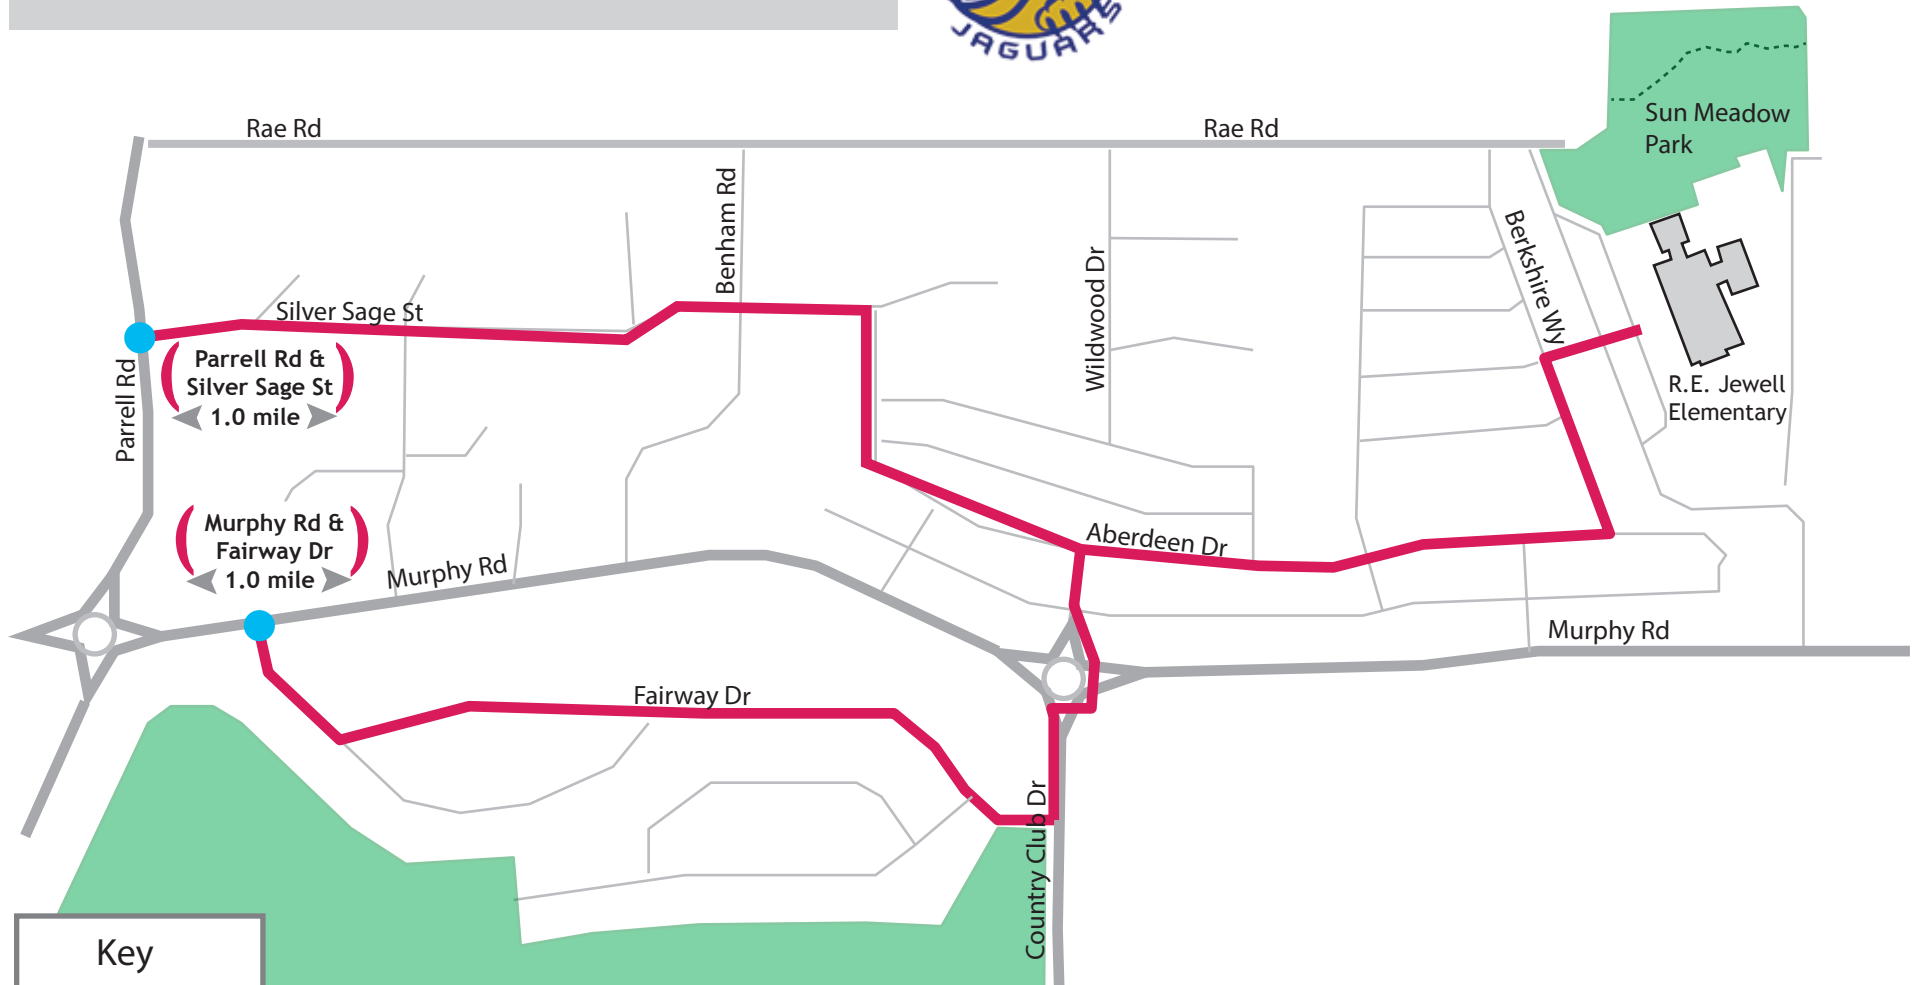 JAGUARS
Rae Rd
Rae Rd
Sun Meadow
Park
Benham Rd
Berkshire Wy
Wildwood Dr
Silver Sage St
Parrell Rd
Parrell Rd &
Silver Sage St
1.0 mile
R.E. Jewell
Elementary
Murphy Rd &
Fairway Dr
1.0 mile
Murphy Rd
Aberdeen Dr
Murphy Rd
Fairway Dr
Country Club Dr
Key